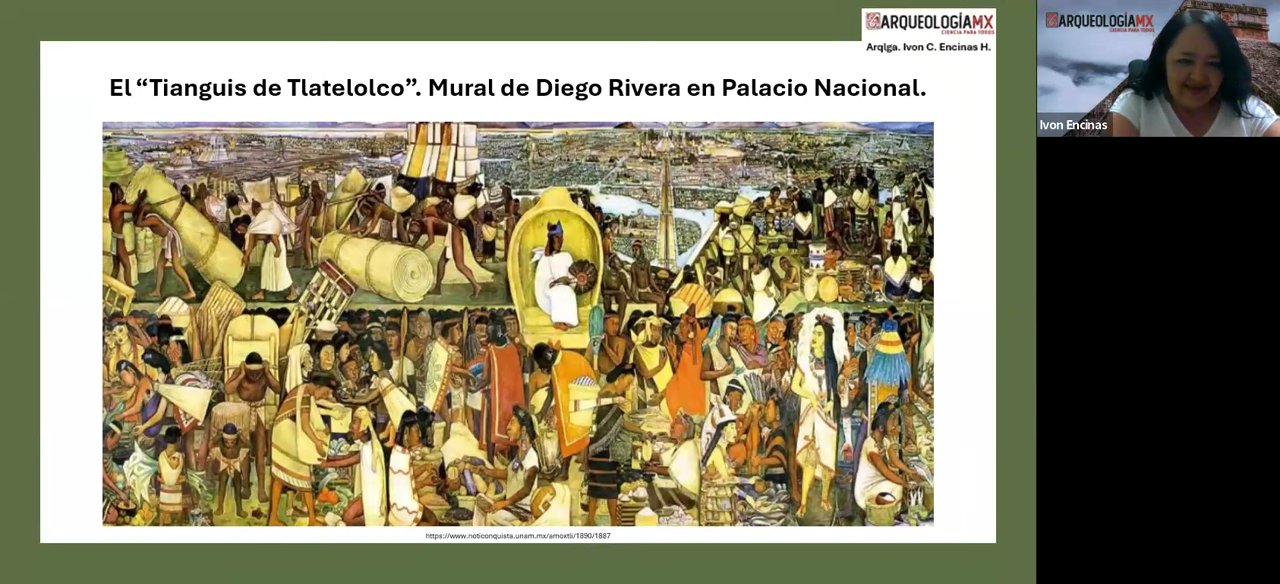 ARQUEOLOGÍAMX
CIENCIA PARA TODOS
Arqlga. Ivon C. Encinas H.
El “Tianguis de Tlatelolco”. Mural de Diego Rivera en Palacio Nacional.
https://www.noticonquista.unam.mx/amoxtli/1890/1887
ARQUEOLOGÍAMX
CIENCIA PARA TODOS
Ivon Encinas